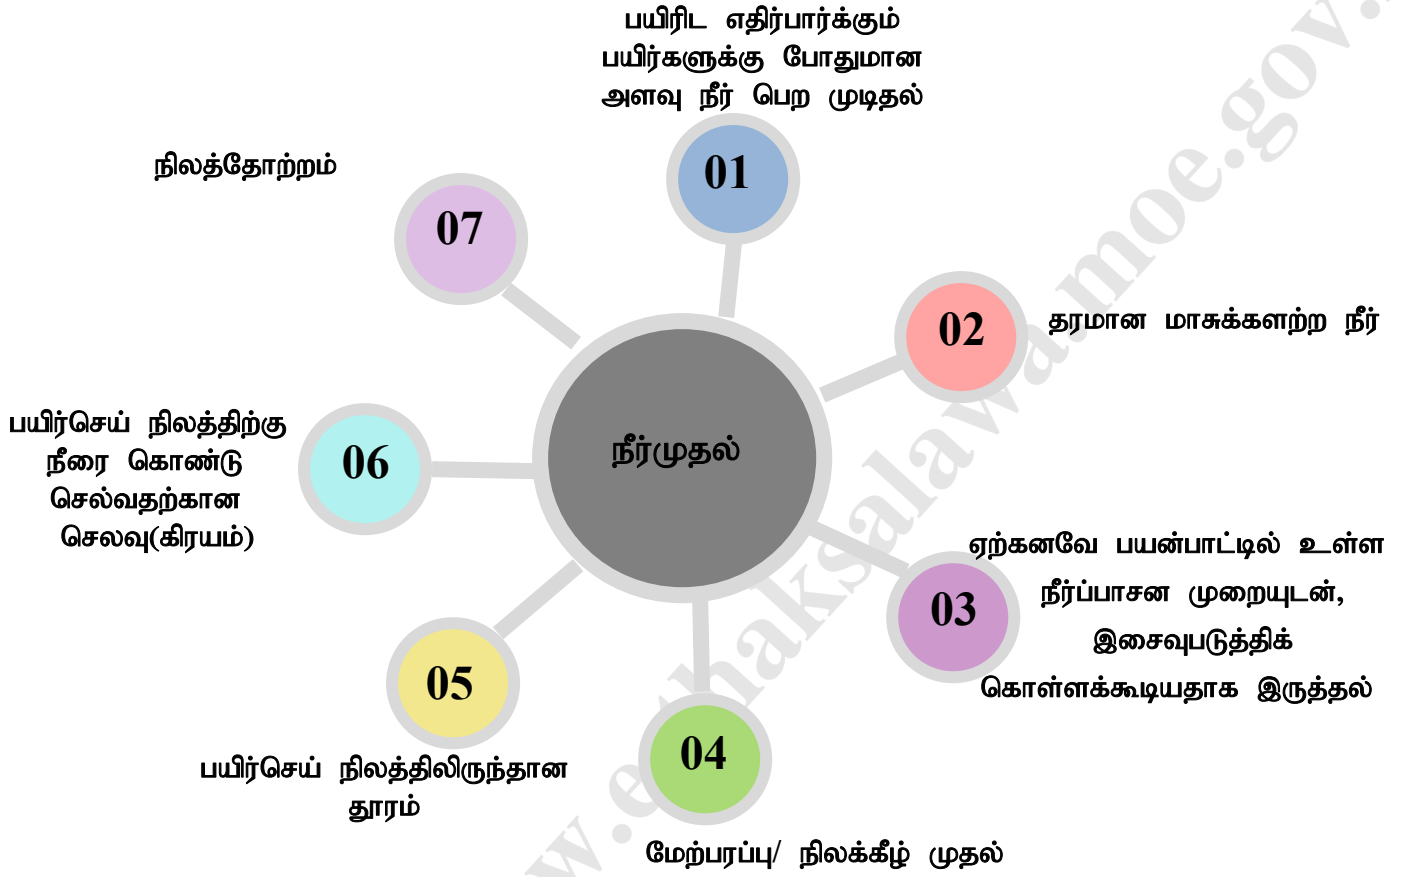 பயிரிட எதிர்பார்க்கும்
பயிர்களுக்கு போதுமான
அளவு நீர் பெற முடிதல்
01
தரமான மாசுக்களற்ற நீர்
02
ஏற்கனவே பயன்பாட்டில் உள்ள
நீர்ப்பாசன முறையுடன்,
இசைவுபடுத்திக்
கொள்ளக்கூடியதாக இருத்தல்
03
மேற்பரப்பு/ நிலக்கீழ் முதல்
04
பயிர்செய் நிலத்திலிருந்தான
தூரம்
05
பயிர்செய் நிலத்திற்கு
நீரை கொண்டு
செல்வதற்கான
செலவு(கிரயம்)
06
நிலத்தோற்றம்
07
நீர்முதல்